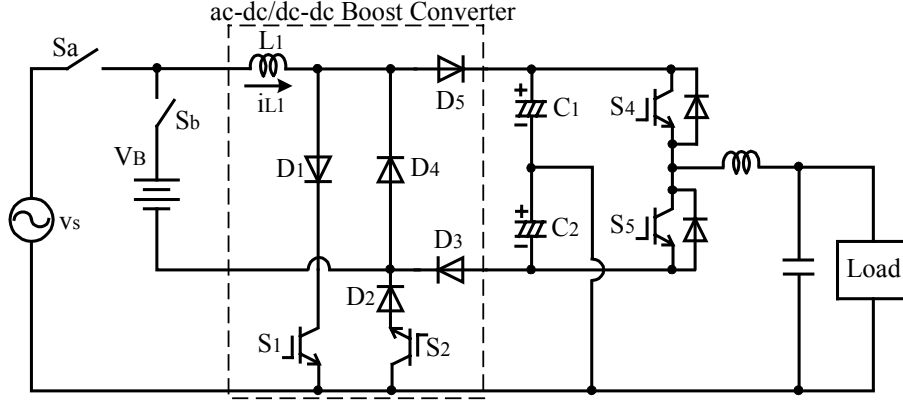 ac-dc/dc-dc Boost Converter
Sa
L1
iL1
D5
Sb
VB
D1
D4
C1
S4
vs
D3
C2
S5
D2
S1
S2
Load